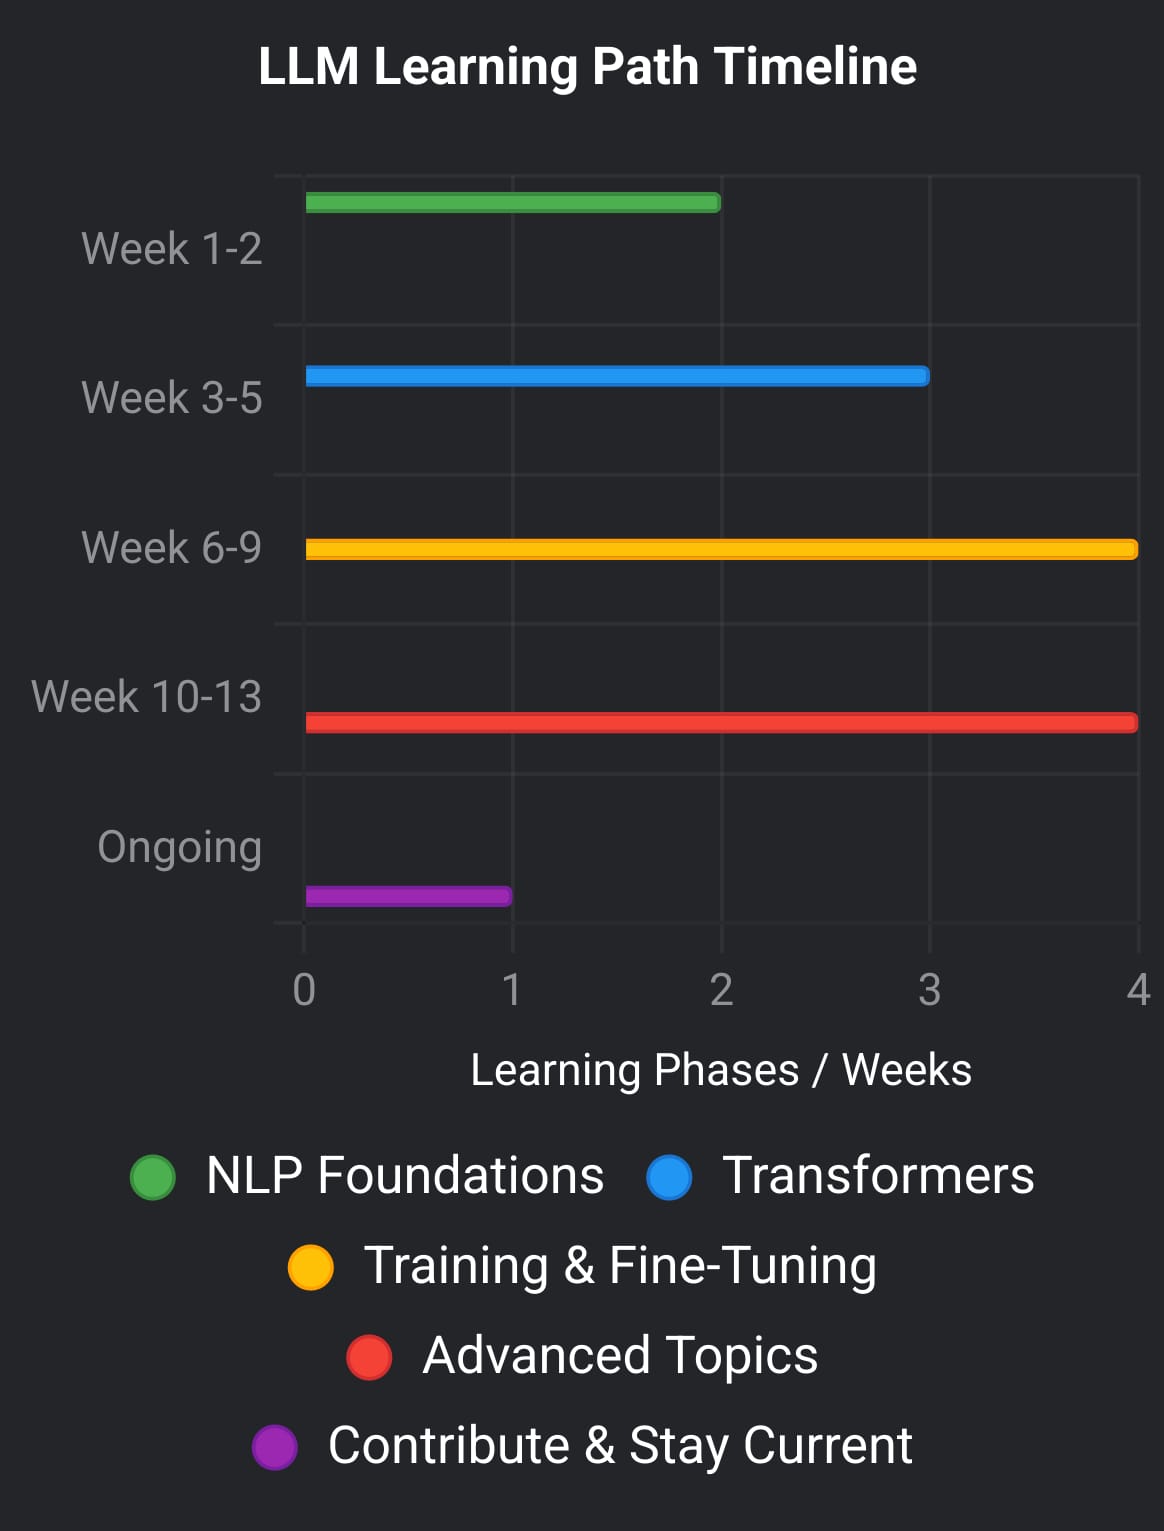 LLM Learning Path Timeline
Week 1-2
Week 3-5
Week 6-9
Week 10-13
Ongoing
0 1 2 3 4
Learning Phases / Weeks
NLP Foundations Transformers
Training & Fine-Tuning
Advanced Topics
Contribute & Stay Current